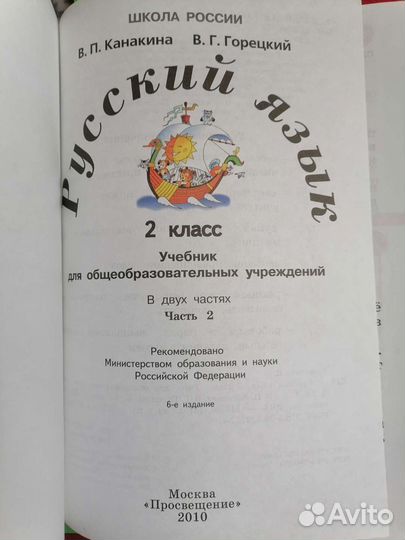 ШКОЛА РОССИИ
В. П. Канакина В. Г. Горецкий
Русский язык
2 класс
Учебник
для общеобразовательных учреждений
В двух частях
Часть 2
Рекомендовано
Министерством образования и науки
Российской Федерации
6-е издание
Москва
«Просвещение»
2010
Avito